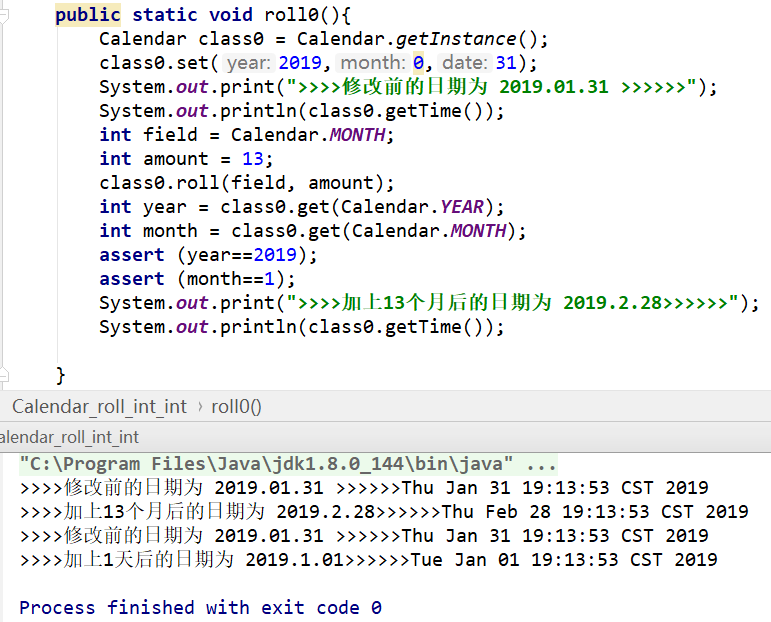 public static void roll0(){
Calendar class0 = Calendar.getInstance();
class0.set( year: 2019, month: 0, date: 31);
System.out.print(">>>>修改前的日期为 2019.01.31 >>>>>>");
System.out.println(class0.getTime());
int field = Calendar.MONTH;
int amount = 13;
class0.roll(field, amount);
int year = class0.get(Calendar.YEAR);
int month = class0.get(Calendar.MONTH);
assert (year==2019);
assert (month==1);
System.out.print(">>>>加上13个月后的日期为 2019.2.28>>>>>>");
System.out.println(class0.getTime());
}
Calendar_roll_int_int › roll0()
alendar_roll_int_int
"C:\Program Files\Java\jdk1.8.0_144\bin\java" ...
>>>>修改前的日期为 2019.01.31 >>>>>>Thu Jan 31 19:13:53 CST 2019
>>>>加上13个月后的日期为 2019.2.28>>>>>>Thu Feb 28 19:13:53 CST 2019
>>>>修改前的日期为 2019.01.31 >>>>>>Thu Jan 31 19:13:53 CST 2019
>>>>加上1天后的日期为 2019.1.01>>>>>>Tue Jan 01 19:13:53 CST 2019
Process finished with exit code 0